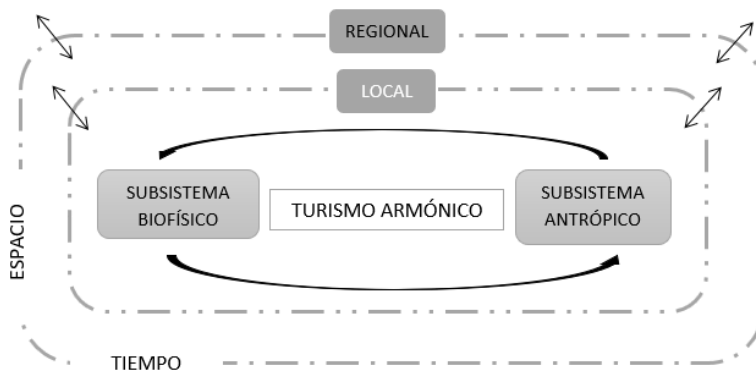 REGIONAL
LOCAL
SUBSISTEMA
BIOFÍSICO
TURISMO ARMÓNICO
SUBSISTEMA
ANTRÓPICO
ESPACIO
TIEMPO